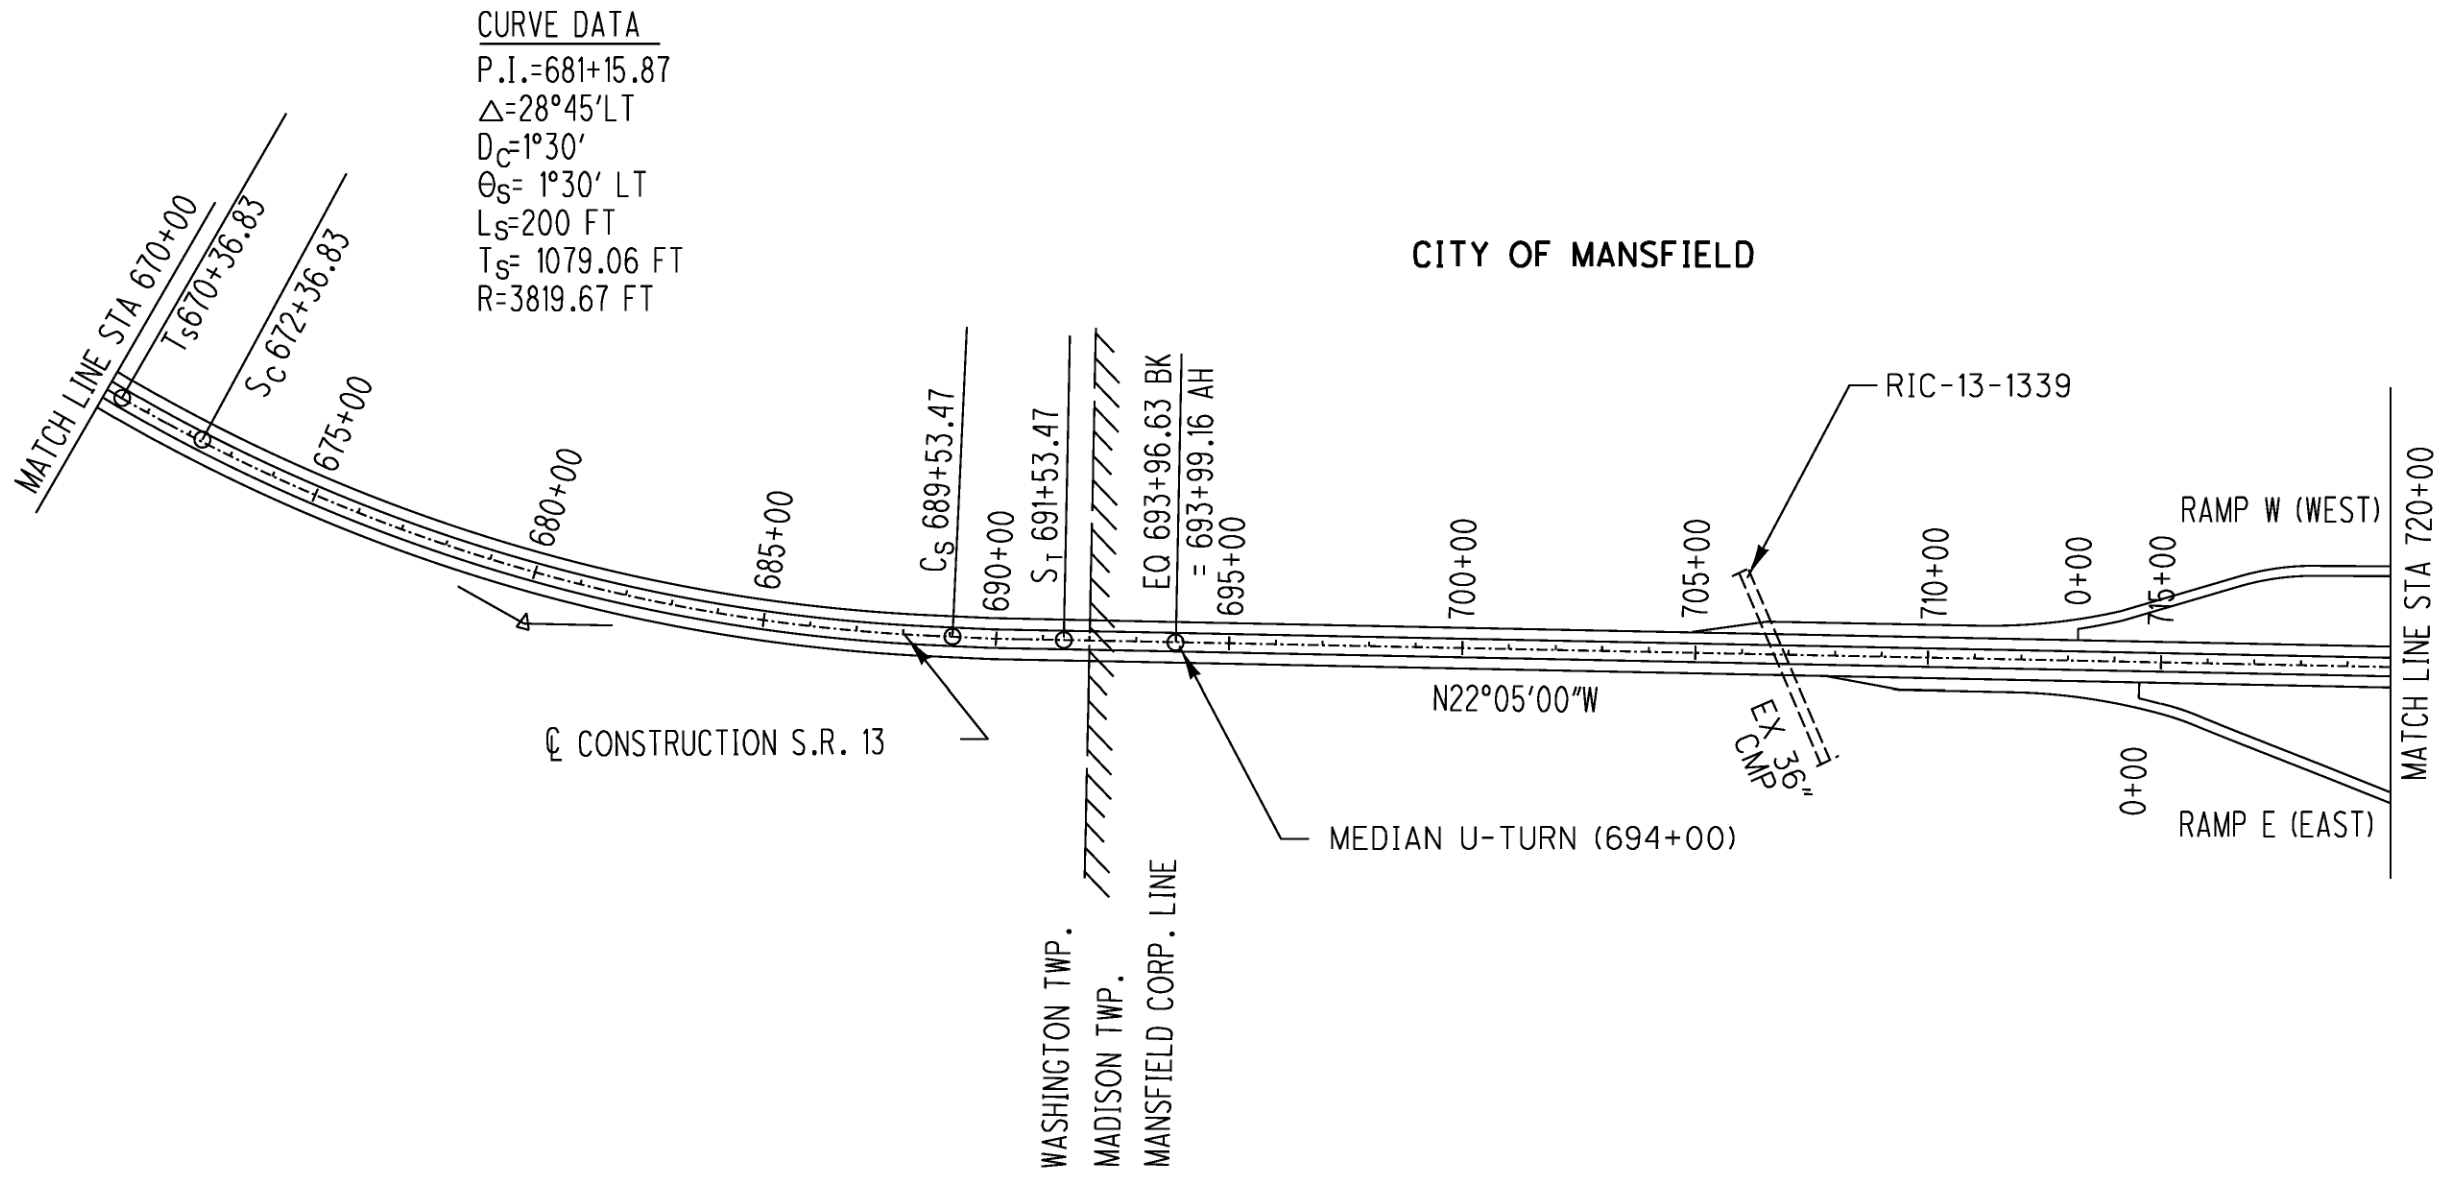 CURVE DATA
P.I.=681+15.87
△=28°45'LT
DC=1°30'
θS= 1°30' LT
LS=200 FT
TS= 1079.06 FT
R=3819.67 FT
CITY OF MANSFIELD
MATCH LINE STA 670+00
Ts670+36.83
SC 672+36.83
675+00
680+00
685+00
CS 689+53.47
690+00
ST 691+53.47
EQ 693+96.63 BK
= 693+99.16 AH
695+00
700+00
705+00
RIC-13-1339
710+00
0+00
715+00
RAMP W (WEST)
MATCH LINE STA 720+00
℄ CONSTRUCTION S.R. 13
N22°05'00"W
EX 36"
CMP
MEDIAN U-TURN (694+00)
0+00
RAMP E (EAST)
WASHINGTON TWP.
MADISON TWP.
MANSFIELD CORP. LINE